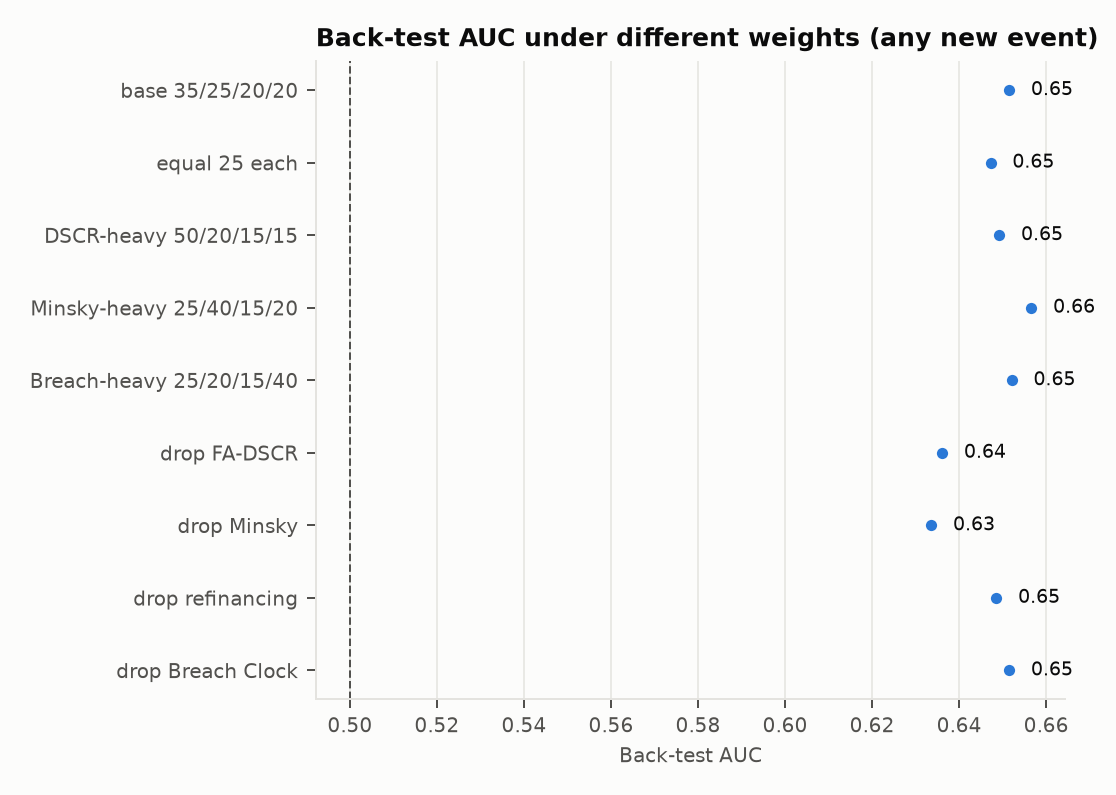 Back-test AUC under different weights (any new event)
base 35/25/20/20
0.65
equal 25 each
0.65
DSCR-heavy 50/20/15/15
0.65
Minsky-heavy 25/40/15/20
0.66
Breach-heavy 25/20/15/40
0.65
drop FA-DSCR
0.64
drop Minsky
0.63
drop refinancing
0.65
drop Breach Clock
0.65
0.50 0.52 0.54 0.56 0.58 0.60 0.62 0.64 0.66
Back-test AUC